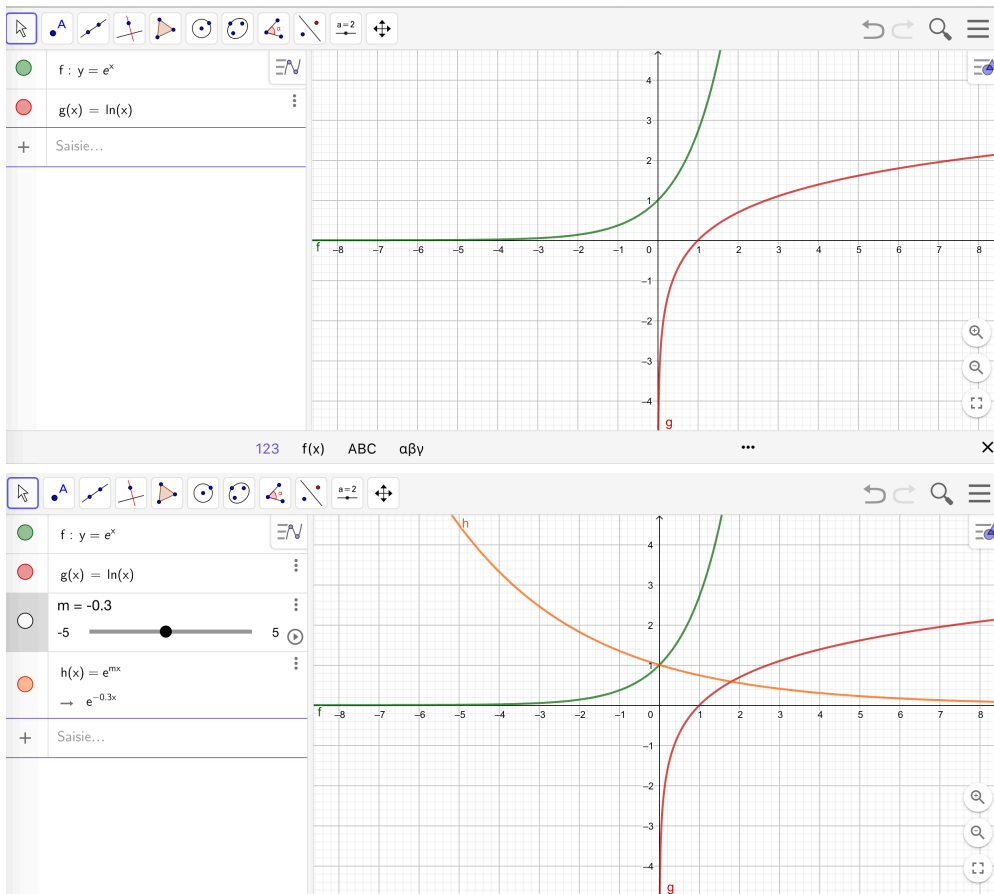 A
a=2
f : y = eˣ
g(x) = ln(x)
Saisie…
4
3
2
1
f
–8 –7 –6 –5 –4 –3 –2 –1 0 1 2 3 4 5 6 7 8
–1
–2
–3
–4
g
123 f(x) ABC αβγ
A
a=2
f : y = eˣ
g(x) = ln(x)
m = -0.3
-5 5
h(x) = eᵐˣ
→ e⁻⁰·³ˣ
Saisie…
h
4
3
2
1
f
–8 –7 –6 –5 –4 –3 –2 –1 0 1 2 3 4 5 6 7 8
–1
–2
–3
–4
g